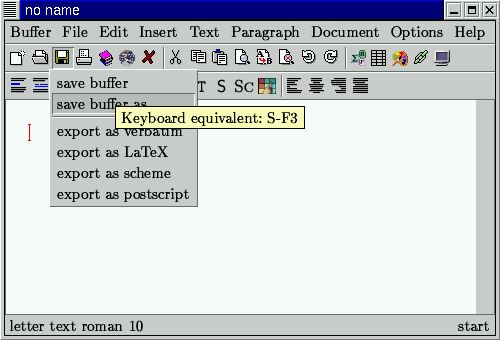 no name
Buffer File Edit Insert Text Paragraph Document Options Help
save buffer
T S SC
save buffer as
Keyboard equivalent: S-F3
export as verbatim
export as LaTeX
export as scheme
export as postscript
letter text roman 10 start